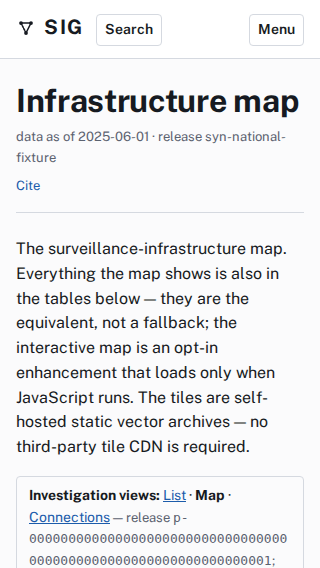 SIG Search Menu
Infrastructure map
data as of 2025-06-01 · release syn-national-
fixture
Cite
The surveillance-infrastructure map.
Everything the map shows is also in
the tables below — they are the
equivalent, not a fallback; the
interactive map is an opt-in
enhancement that loads only when
JavaScript runs. The tiles are self-
hosted static vector archives — no
third-party tile CDN is required.
Investigation views: List · Map ·
Connections — release p-
00000000000000000000000000000000
0000000000000000000000000000001;